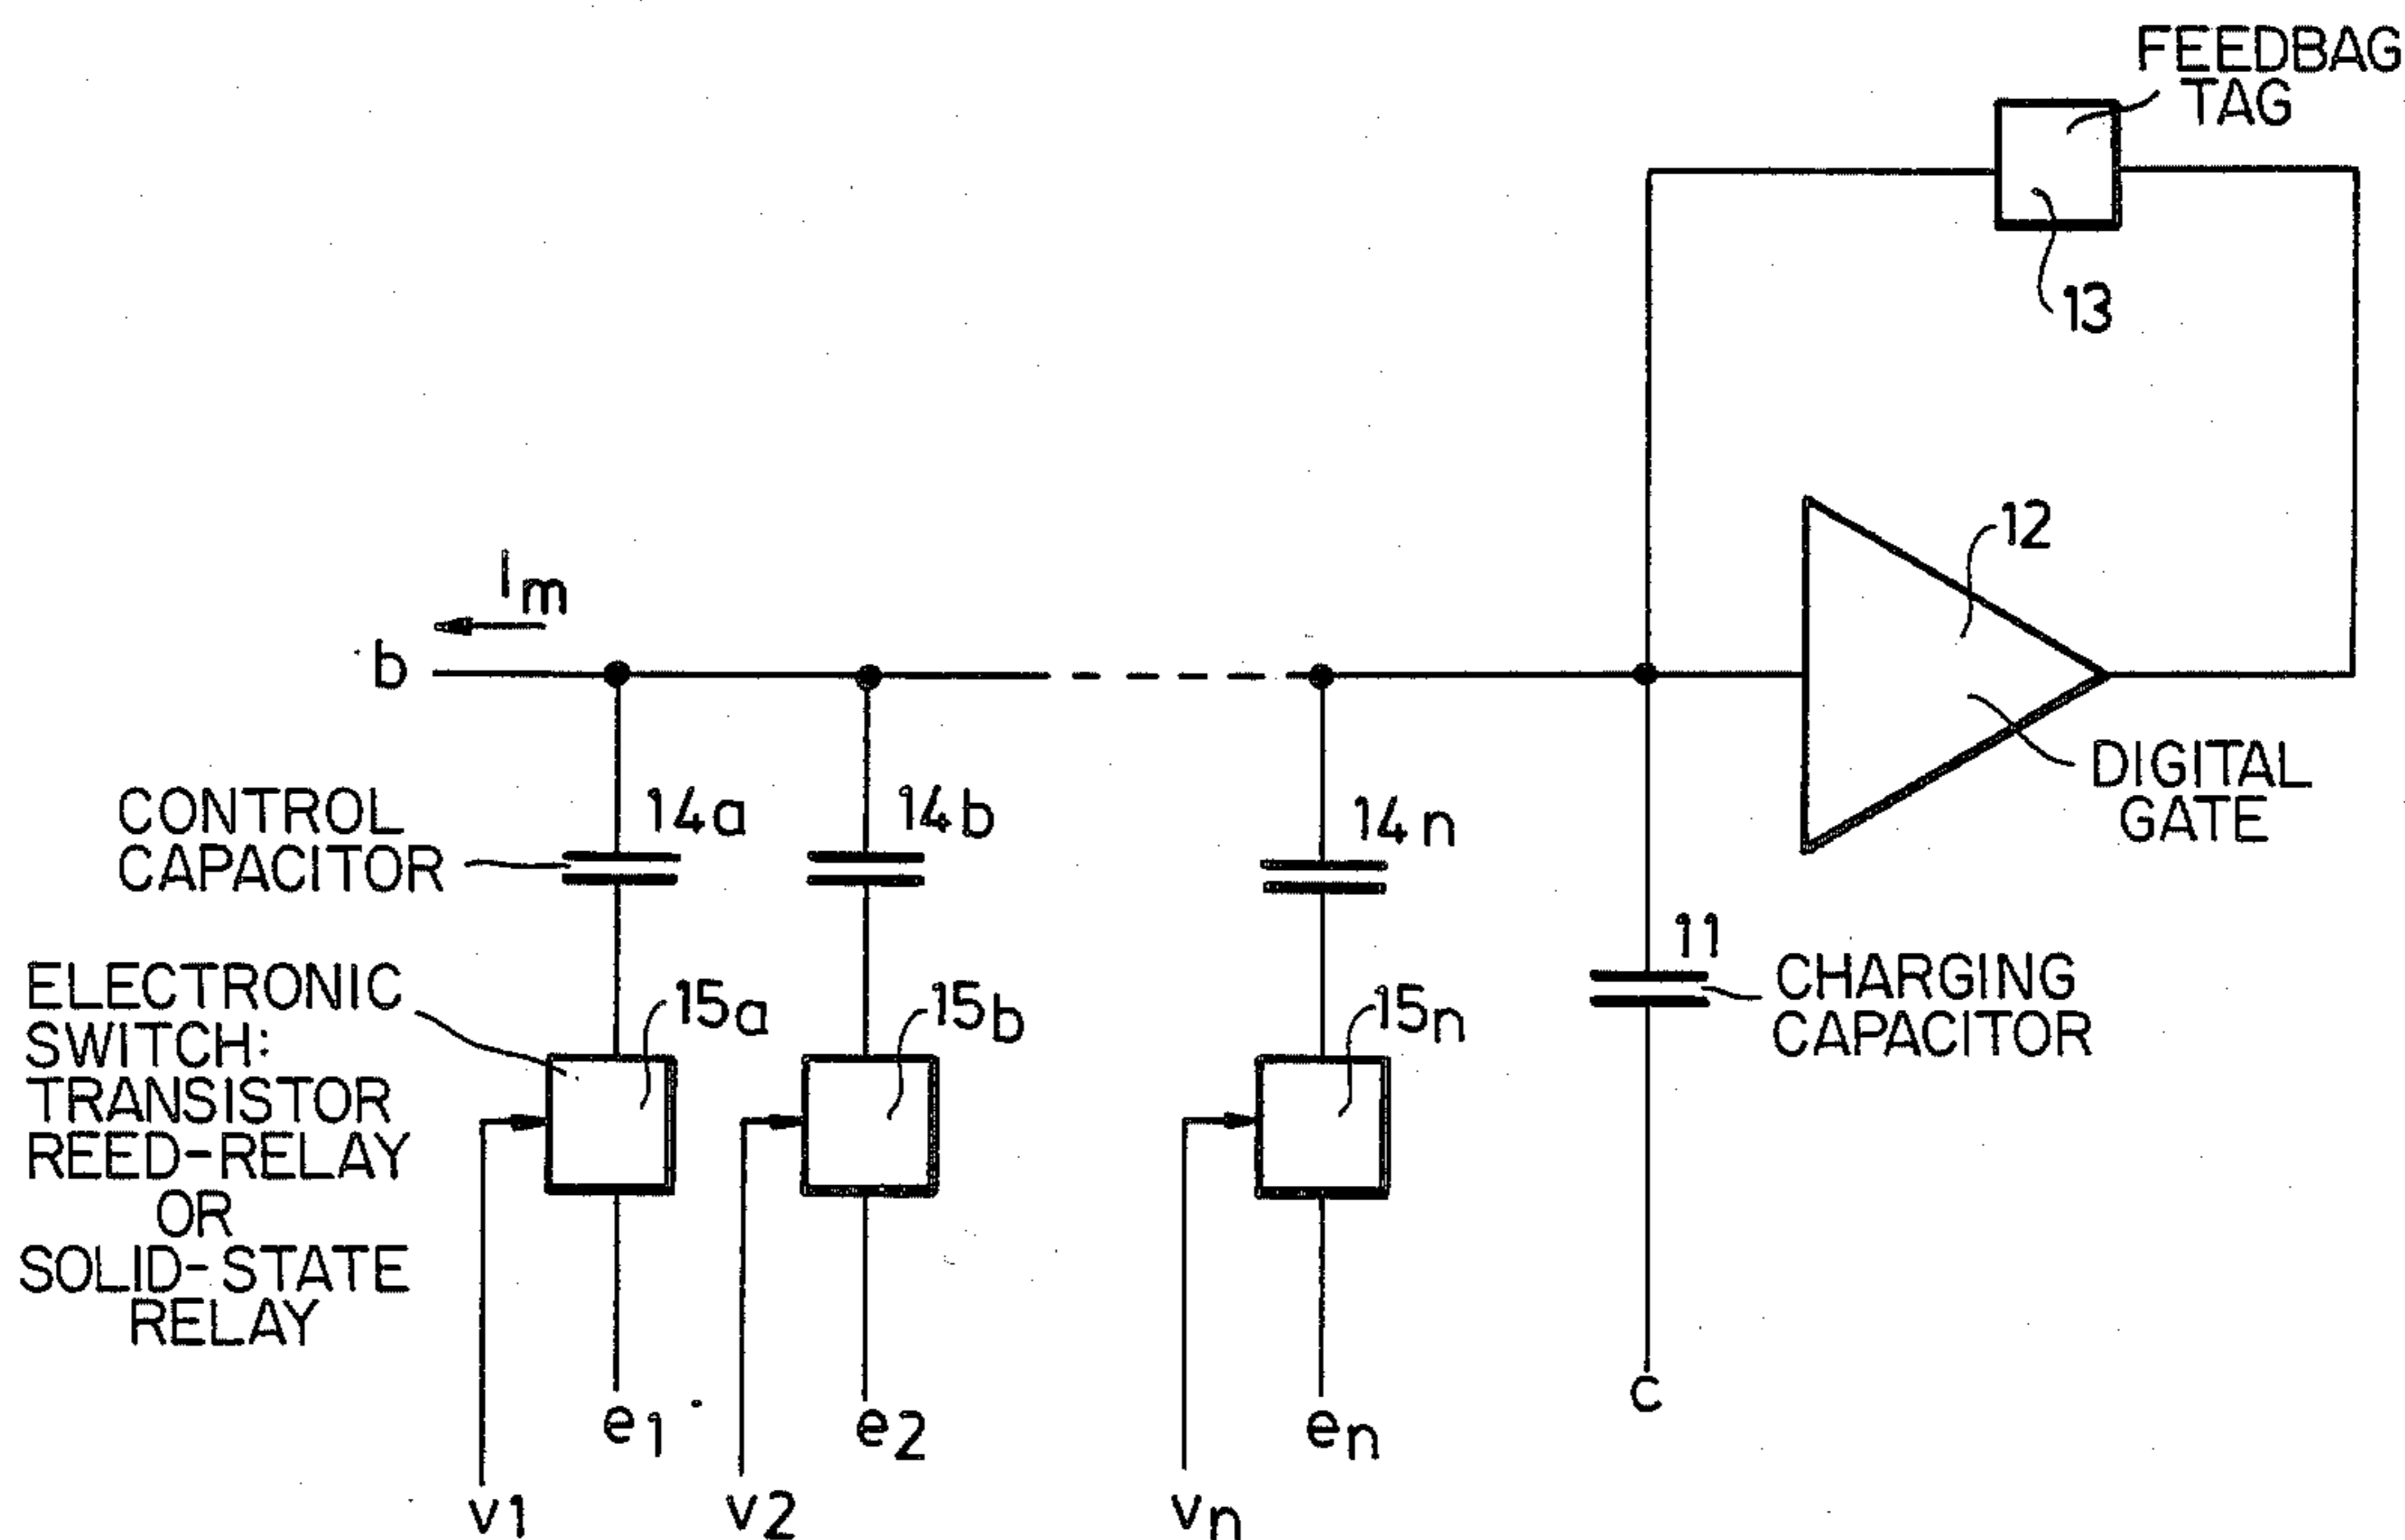 FEEDBAG
TAG
13
12
Im
b
DIGITAL
GATE
CONTROL
CAPACITOR
14a
14b
14n
11
CHARGING
CAPACITOR
ELECTRONIC
SWITCH:
TRANSISTOR
REED-RELAY
OR
SOLID-STATE
RELAY
15a
15b
15n
e1
e2
en
c
v1
v2
vn